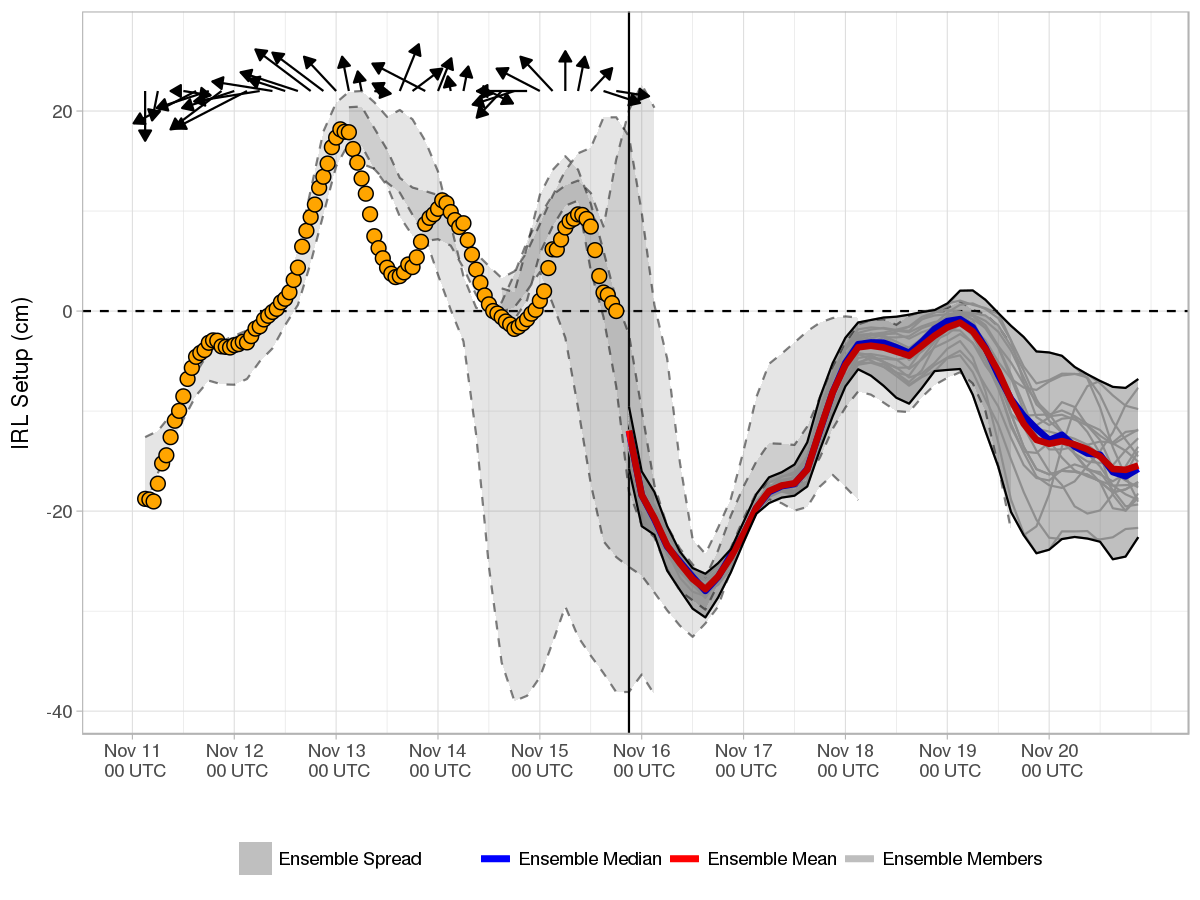 IRL Setup (cm)
20
0
-20
-40
Nov 11 Nov 12 Nov 13 Nov 14 Nov 15 Nov 16 Nov 17 Nov 18 Nov 19 Nov 20
00 UTC 00 UTC 00 UTC 00 UTC 00 UTC 00 UTC 00 UTC 00 UTC 00 UTC 00 UTC
Ensemble Spread Ensemble Median Ensemble Mean Ensemble Members